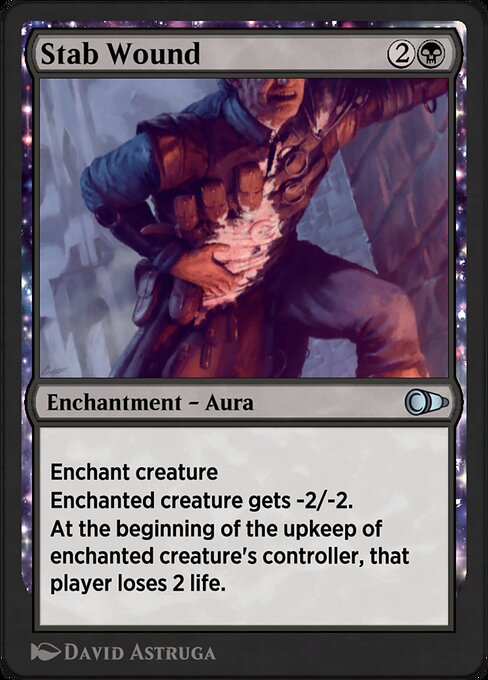 Stab Wound 2
Enchantment – Aura
Enchant creature
Enchanted creature gets -2/-2.
At the beginning of the upkeep of
enchanted creature's controller, that
player loses 2 life.
DAVID ASTRUGA